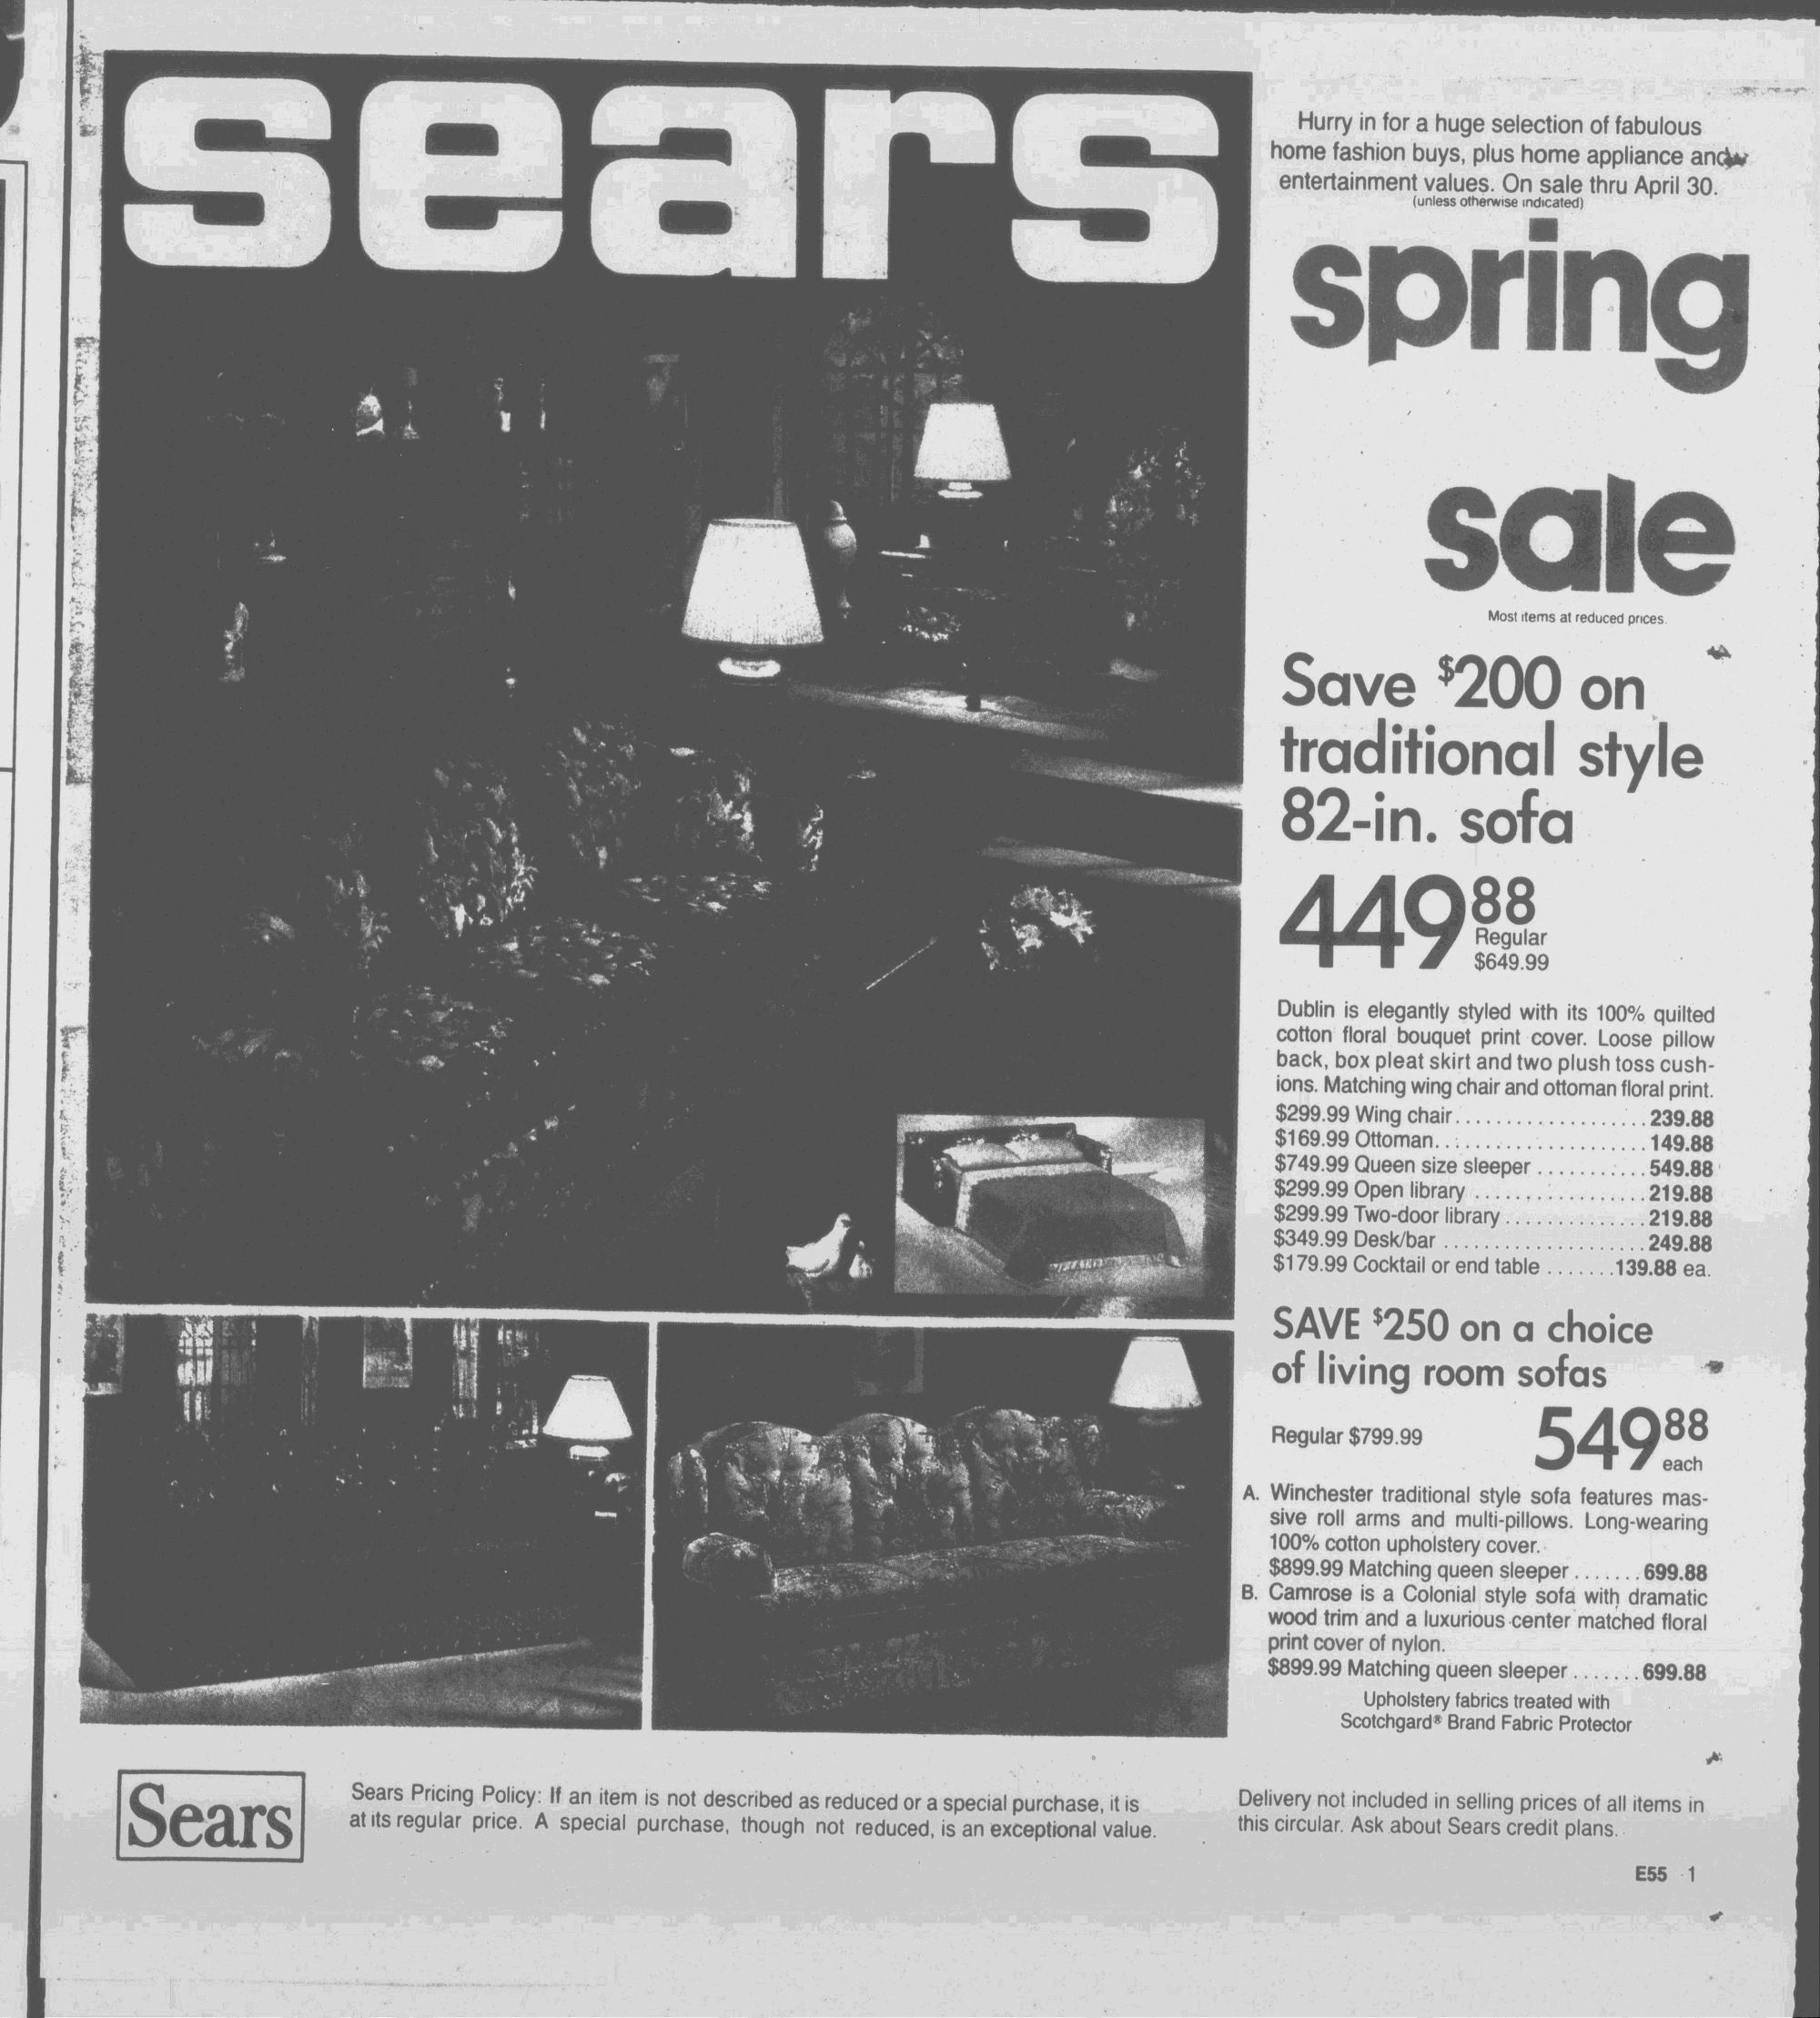 sears
Hurry in for a huge selection of fabulous
home fashion buys, plus home appliance and
entertainment values. On sale thru April 30.
(unless otherwise indicated)
spring
sale
Most items at reduced prices.
Save $200 on
traditional style
82-in. sofa
449 88
Regular
$649.99
Dublin is elegantly styled with its 100% quilted
cotton floral bouquet print cover. Loose pillow
back, box pleat skirt and two plush toss cush-
ions. Matching wing chair and ottoman floral print.
$299.99 Wing chair................... 239.88
$169.99 Ottoman..................... 149.88
$749.99 Queen size sleeper ........... 549.88
$299.99 Open library ................. 219.88
$299.99 Two-door library .............. 219.88
$349.99 Desk/bar .................... 249.88
$179.99 Cocktail or end table ....... 139.88 ea.
SAVE $250 on a choice
of living room sofas
Regular $799.99 549 88
each
A. Winchester traditional style sofa features mas-
sive roll arms and multi-pillows. Long-wearing
100% cotton upholstery cover.
$899.99 Matching queen sleeper ....... 699.88
B. Camrose is a Colonial style sofa with dramatic
wood trim and a luxurious center matched floral
print cover of nylon.
$899.99 Matching queen sleeper ....... 699.88
Upholstery fabrics treated with
Scotchgard® Brand Fabric Protector
Sears
Sears Pricing Policy: If an item is not described as reduced or a special purchase, it is
at its regular price. A special purchase, though not reduced, is an exceptional value.
Delivery not included in selling prices of all items in
this circular. Ask about Sears credit plans.
E55 1